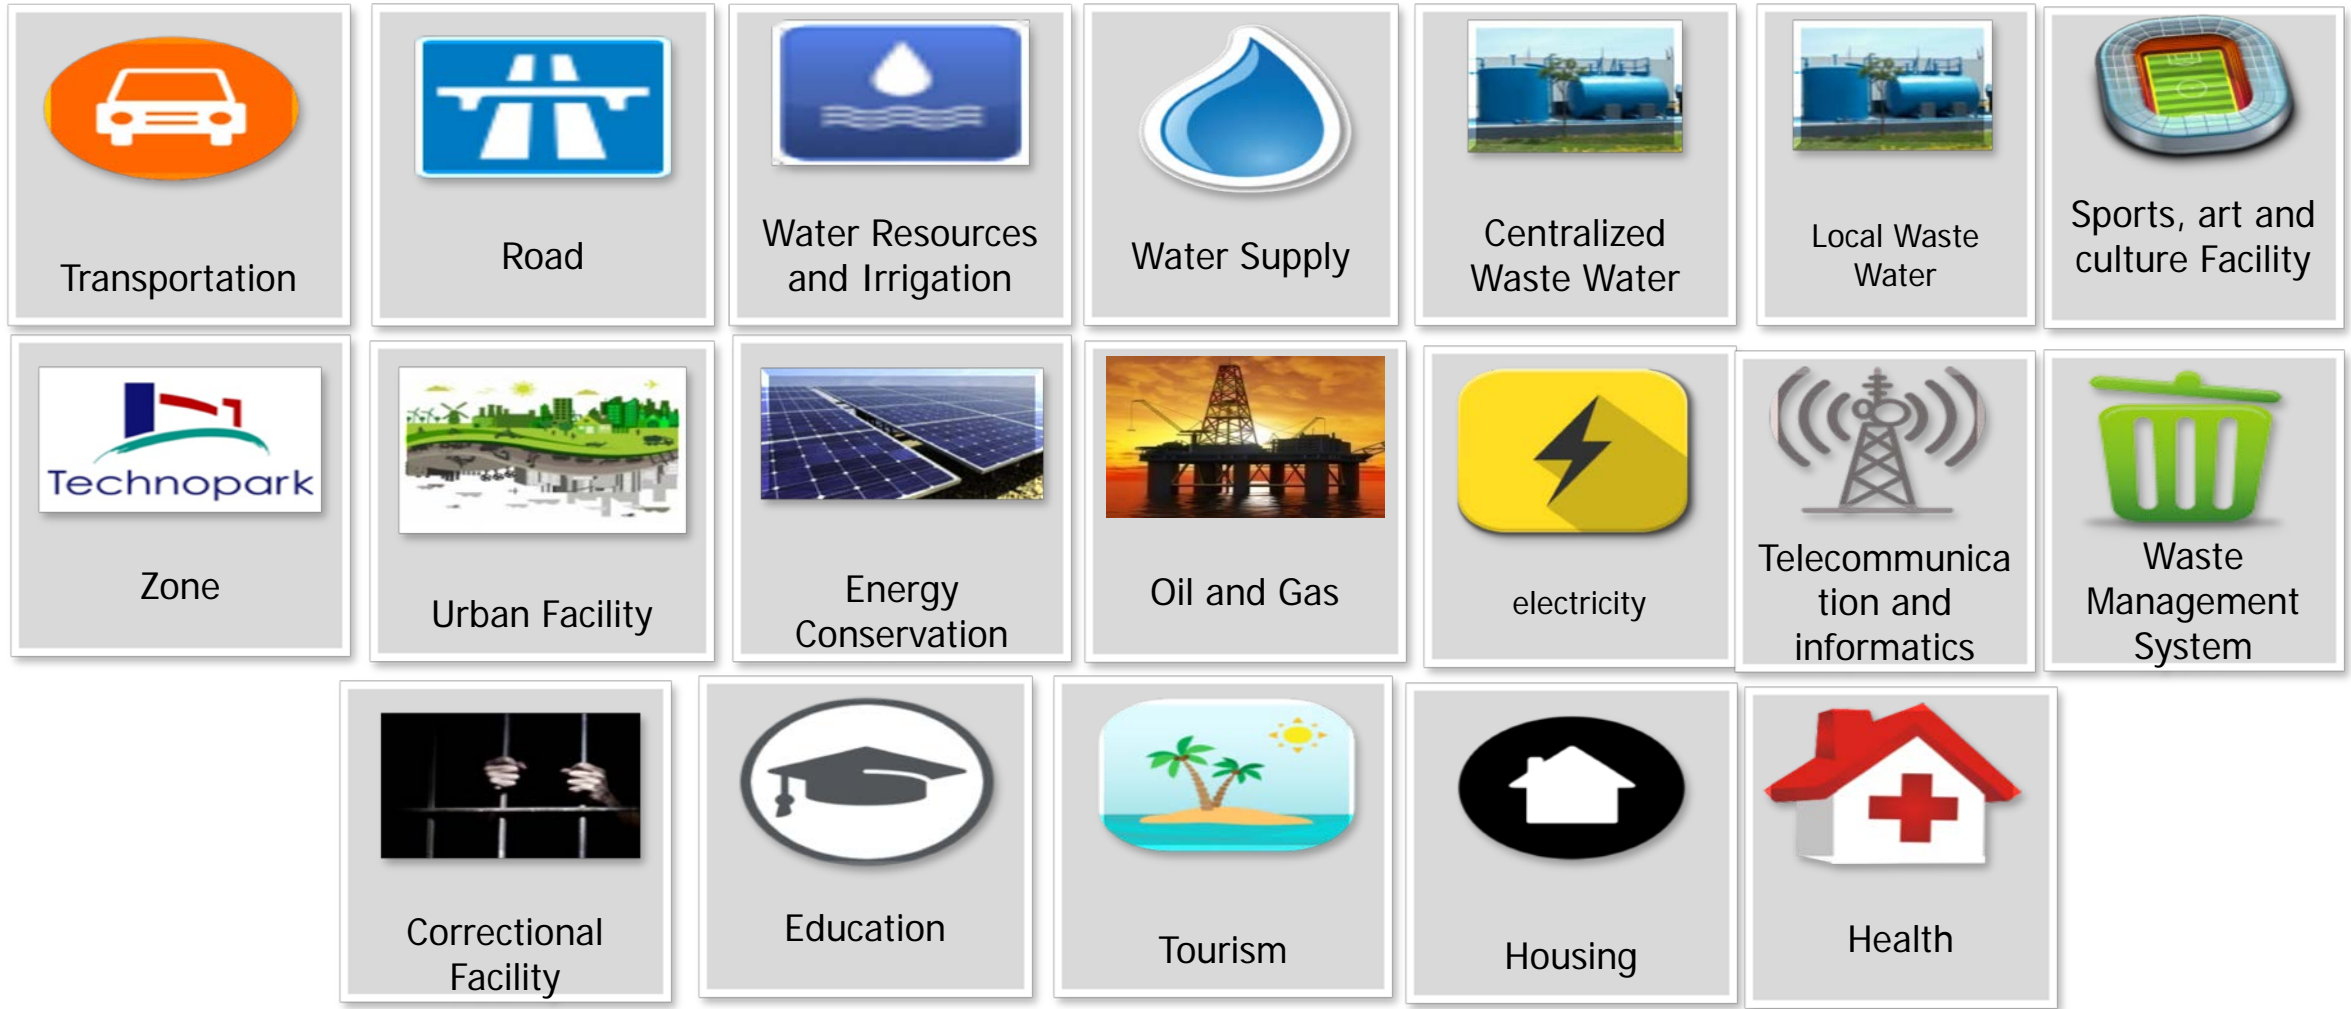 Transportation
Road
Water Resources
and Irrigation
Water Supply
Centralized
Waste Water
Local Waste
Water
Sports, art and
culture Facility
Technopark
Zone
Urban Facility
Energy
Conservation
Oil and Gas
electricity
Telecommunica
tion and
informatics
Waste
Management
System
Correctional
Facility
Education
Tourism
Housing
Health